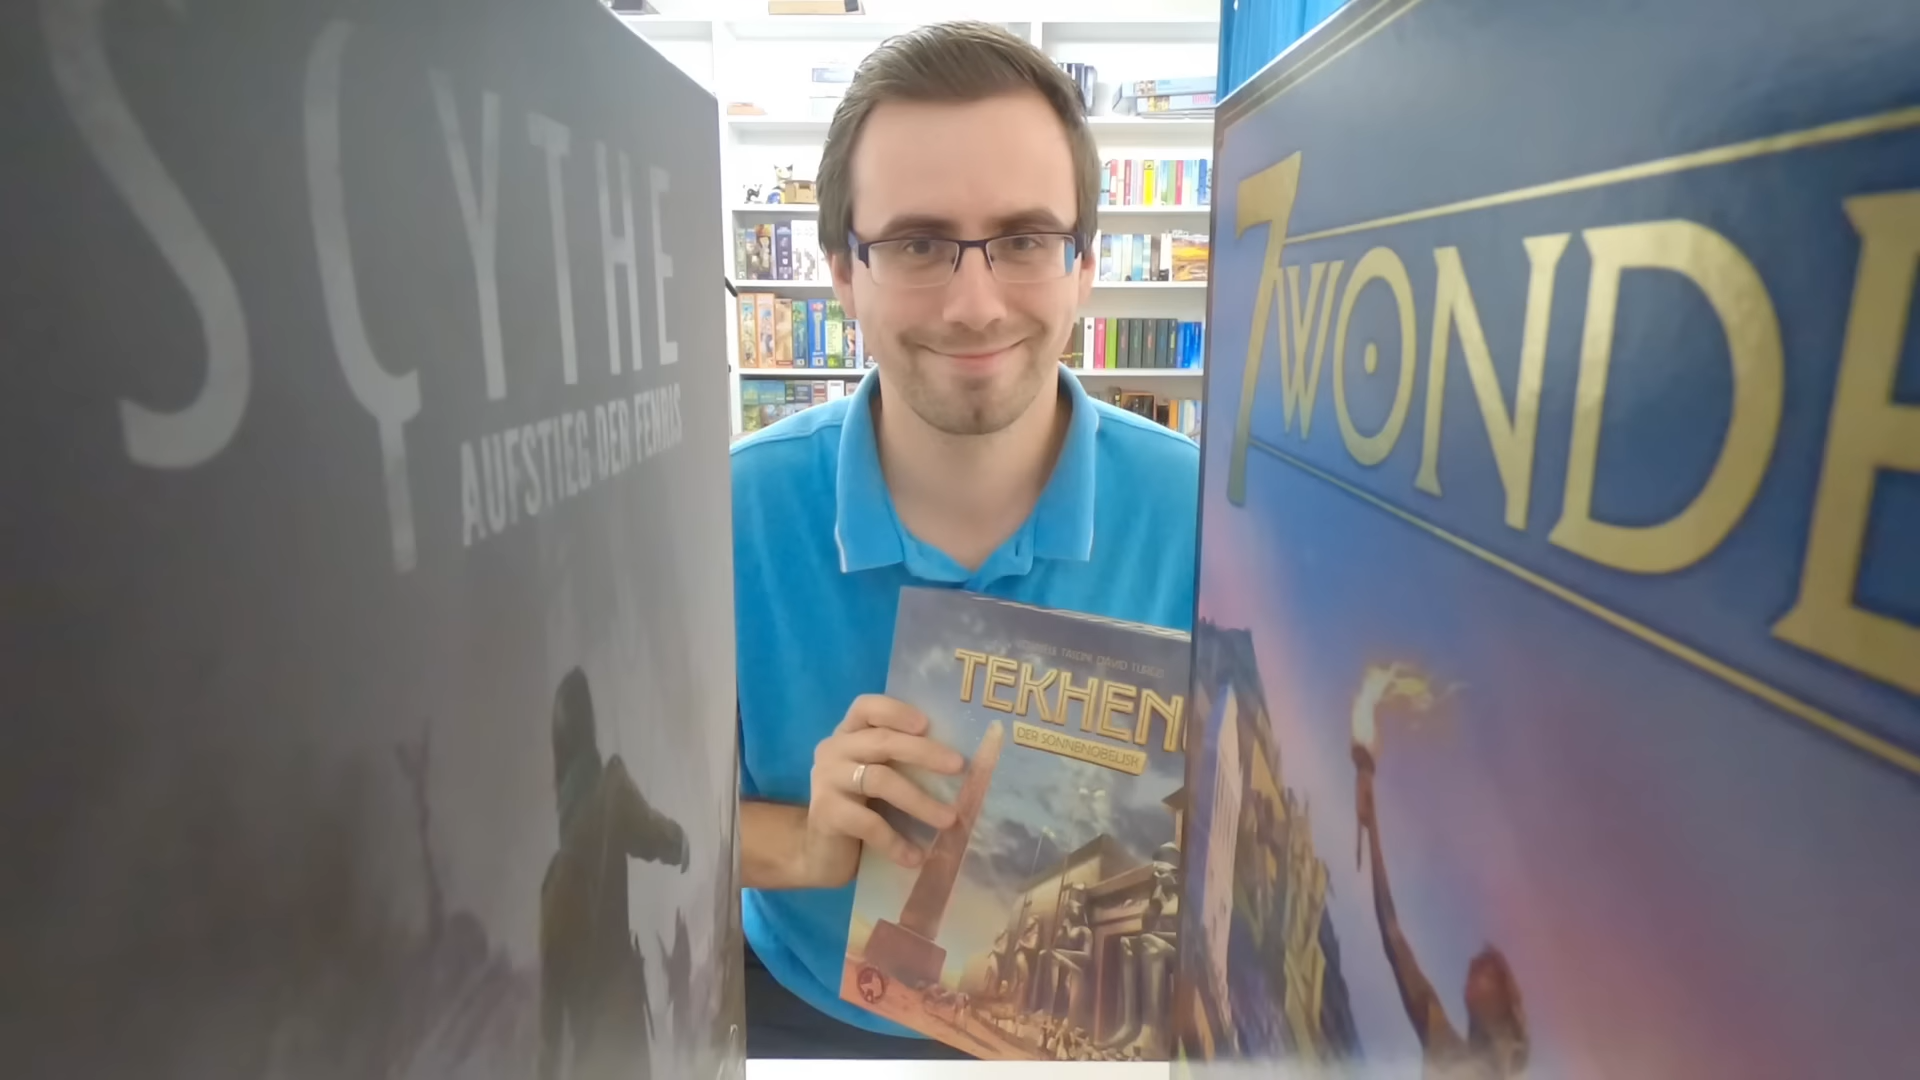 SCYTHE
AUFSTIEG DER FENRIS
7 WONDE
DAVID TURCZI
TEKHEN
DER SONNENOBELISK